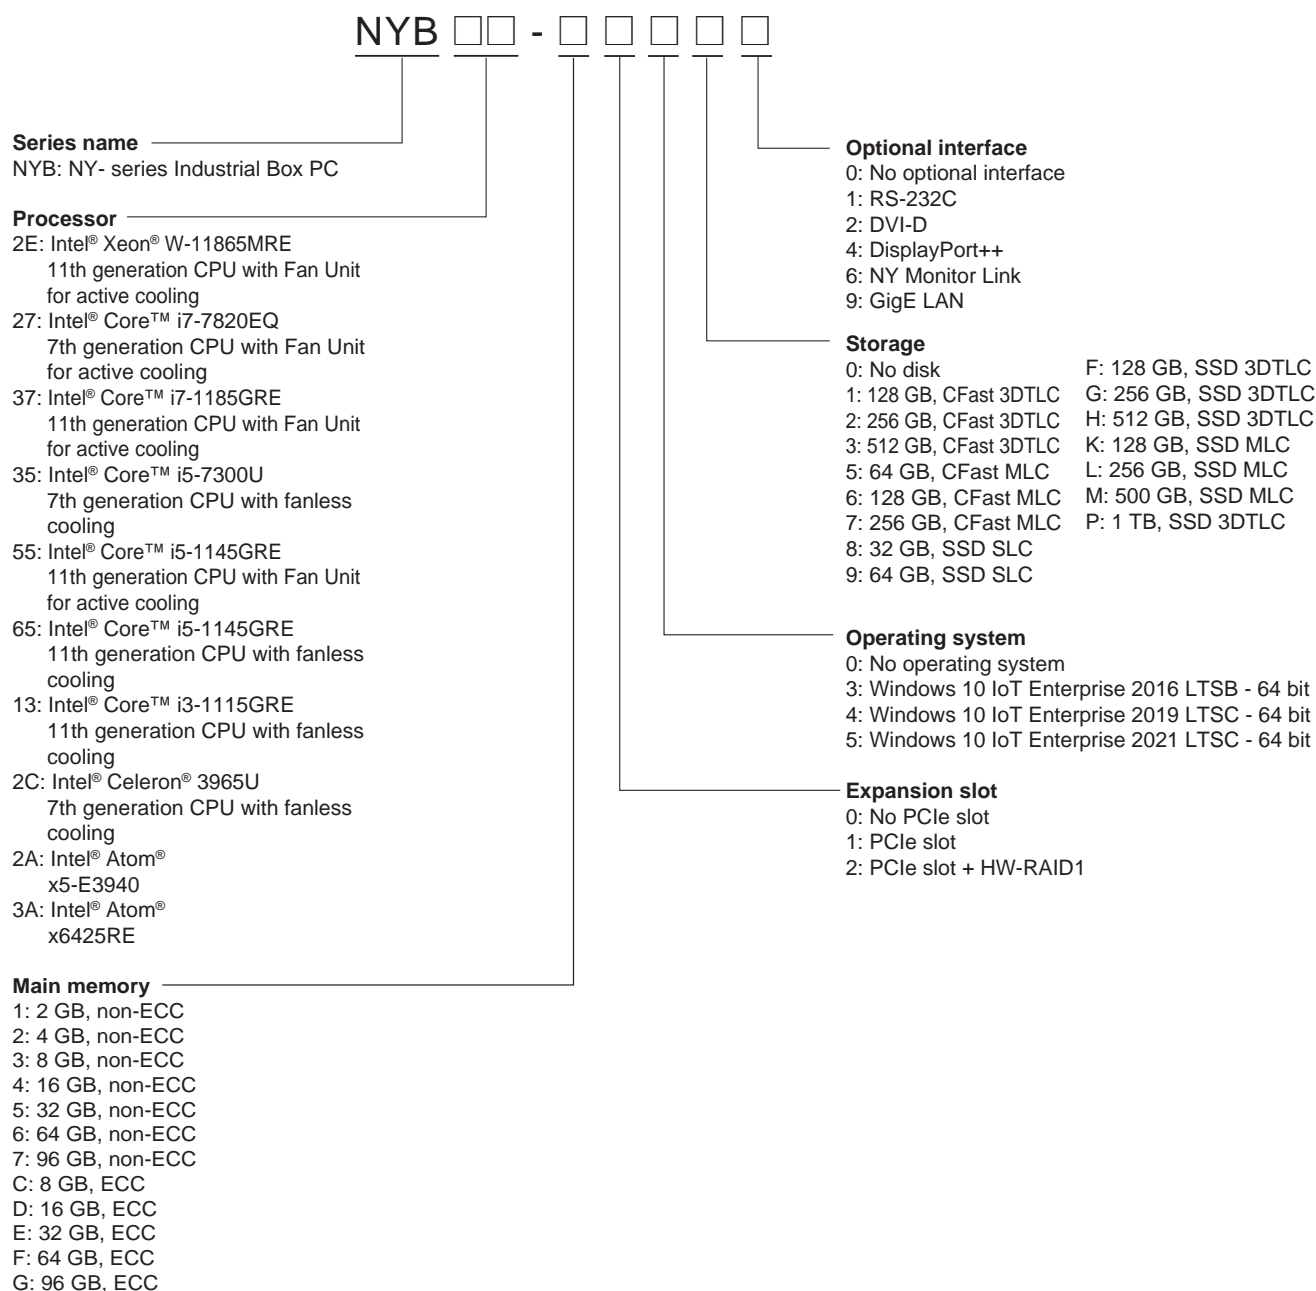 NYB □□ - □ □ □ □ □
Series name
NYB: NY- series Industrial Box PC
Processor
2E: Intel® Xeon® W-11865MRE
11th generation CPU with Fan Unit
for active cooling
27: Intel® Core™ i7-7820EQ
7th generation CPU with Fan Unit
for active cooling
37: Intel® Core™ i7-1185GRE
11th generation CPU with Fan Unit
for active cooling
35: Intel® Core™ i5-7300U
7th generation CPU with fanless
cooling
55: Intel® Core™ i5-1145GRE
11th generation CPU with Fan Unit
for active cooling
65: Intel® Core™ i5-1145GRE
11th generation CPU with fanless
cooling
13: Intel® Core™ i3-1115GRE
11th generation CPU with fanless
cooling
2C: Intel® Celeron® 3965U
7th generation CPU with fanless
cooling
2A: Intel® Atom®
x5-E3940
3A: Intel® Atom®
x6425RE
Main memory
1: 2 GB, non-ECC
2: 4 GB, non-ECC
3: 8 GB, non-ECC
4: 16 GB, non-ECC
5: 32 GB, non-ECC
6: 64 GB, non-ECC
7: 96 GB, non-ECC
C: 8 GB, ECC
D: 16 GB, ECC
E: 32 GB, ECC
F: 64 GB, ECC
G: 96 GB, ECC
Optional interface
0: No optional interface
1: RS-232C
2: DVI-D
4: DisplayPort++
6: NY Monitor Link
9: GigE LAN
Storage
0: No disk
1: 128 GB, CFast 3DTLC
2: 256 GB, CFast 3DTLC
3: 512 GB, CFast 3DTLC
5: 64 GB, CFast MLC
6: 128 GB, CFast MLC
7: 256 GB, CFast MLC
8: 32 GB, SSD SLC
9: 64 GB, SSD SLC
F: 128 GB, SSD 3DTLC
G: 256 GB, SSD 3DTLC
H: 512 GB, SSD 3DTLC
K: 128 GB, SSD MLC
L: 256 GB, SSD MLC
M: 500 GB, SSD MLC
P: 1 TB, SSD 3DTLC
Operating system
0: No operating system
3: Windows 10 IoT Enterprise 2016 LTSB - 64 bit
4: Windows 10 IoT Enterprise 2019 LTSC - 64 bit
5: Windows 10 IoT Enterprise 2021 LTSC - 64 bit
Expansion slot
0: No PCIe slot
1: PCIe slot
2: PCIe slot + HW-RAID1